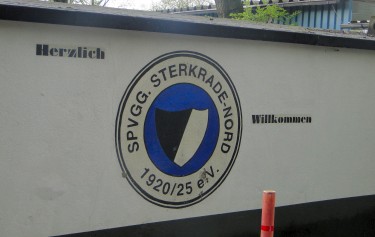 Herzlich
SPVGG. STERKRADE-NORD
1920/25 e.V.
Willkommen